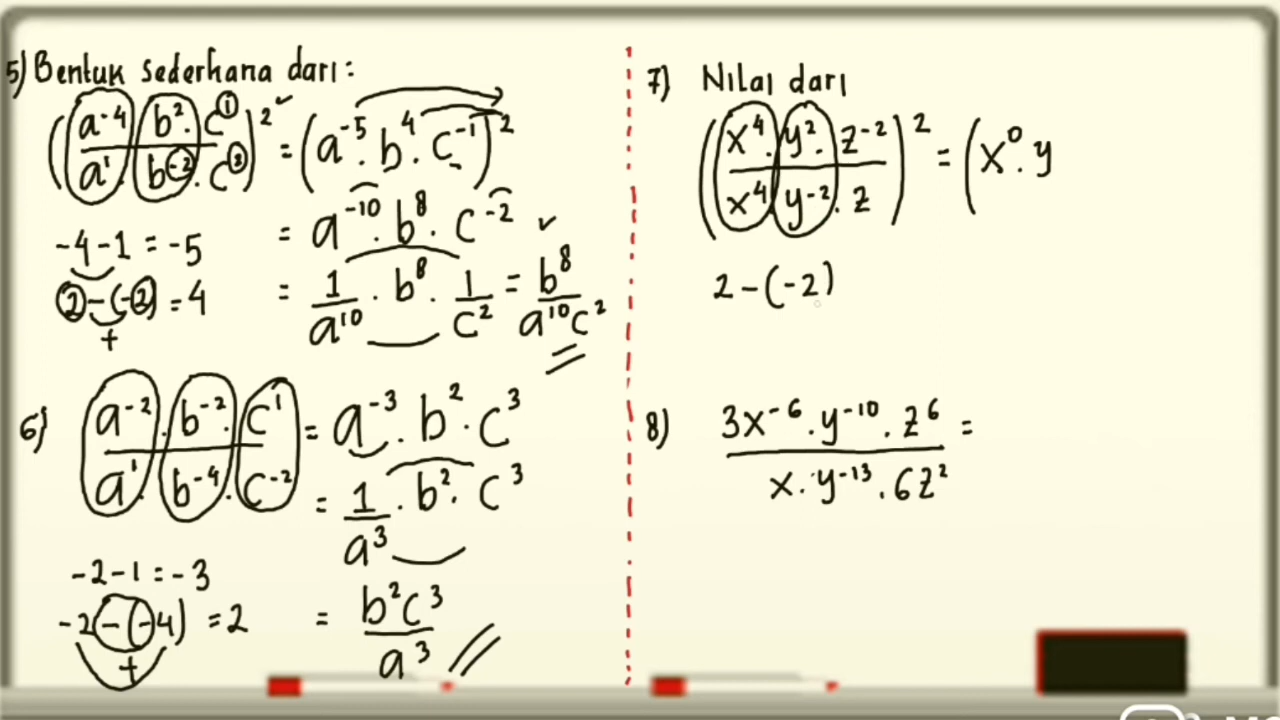 5) Bentuk sederhana dari:
((a⁻⁴ . b² . c¹)/(a¹ . b⁻² . c²))² = (a⁻⁵ . b⁴ . c⁻¹)²
= a⁻¹⁰ . b⁸ . c⁻²
-4-1 = -5
2-(-2) = 4
+
= 1/a¹⁰ . b⁸ . 1/c² = b⁸/a¹⁰c²
6) (a⁻² . b⁻² . c¹)/(a¹ . b⁻⁴ . c⁻²) = a⁻³ . b² . c³
= 1/a³ . b² . c³
-2-1 = -3
-2-(-4) = 2
+
= b²c³/a³
7) Nilai dari
((x⁴ . y² . z⁻²)/(x⁴ . y⁻² . z))² = (x⁰ . y
2-(-2)
8) (3x⁻⁶ . y⁻¹⁰ . z⁶)/(x . y⁻¹³ . 6z²) =